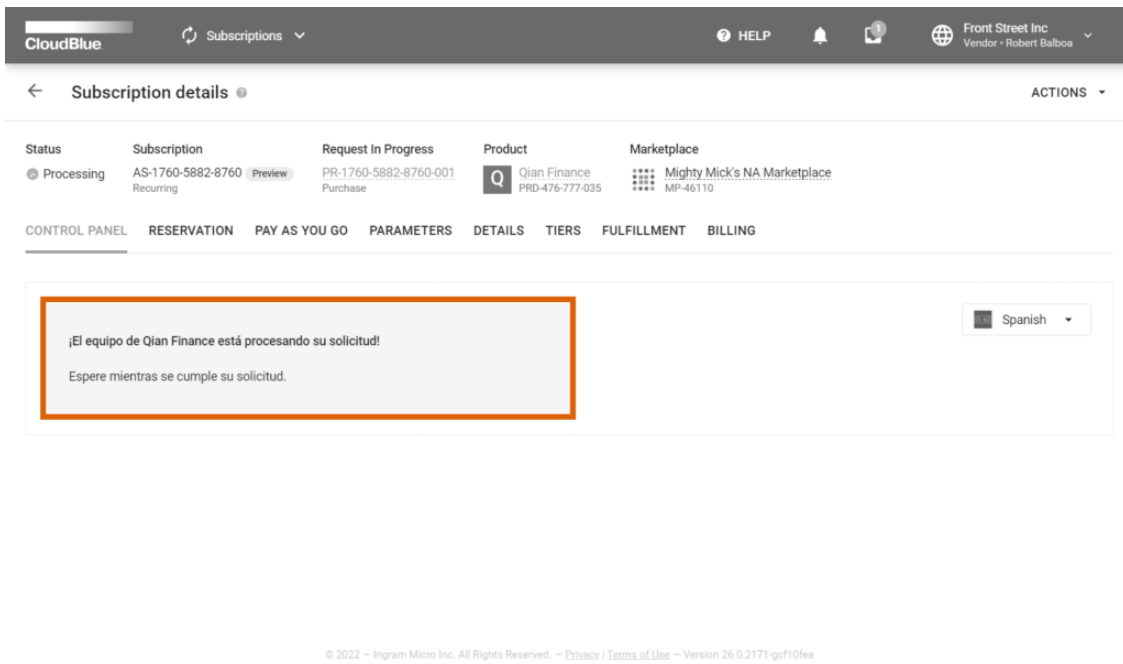 CloudBlue
Subscriptions
HELP
1
Front Street Inc
Vendor • Robert Balboa
Subscription details
ACTIONS
Status
Processing
Subscription
AS-1760-5882-8760 Preview
Recurring
Request In Progress
PR-1760-5882-8760-001
Purchase
Product
Q
Qian Finance
PRD-476-777-035
Marketplace
Mighty Mick's NA Marketplace
MP-46110
CONTROL PANEL RESERVATION PAY AS YOU GO PARAMETERS DETAILS TIERS FULFILLMENT BILLING
¡El equipo de Qian Finance está procesando su solicitud!
Espere mientras se cumple su solicitud.
Spanish
© 2022 — Ingram Micro Inc. All Rights Reserved. — Privacy | Terms of Use — Version 26.0.2171-gcf10fea